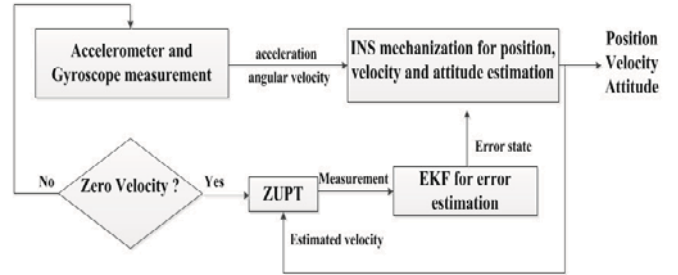 Accelerometer and
Gyroscope measurement
acceleration
angular velocity
INS mechanization for position,
velocity and attitude estimation
Position
Velocity
Attitude
Error state
No
Zero Velocity ?
Yes
ZUPT
Measurement
EKF for error
estimation
Estimated velocity